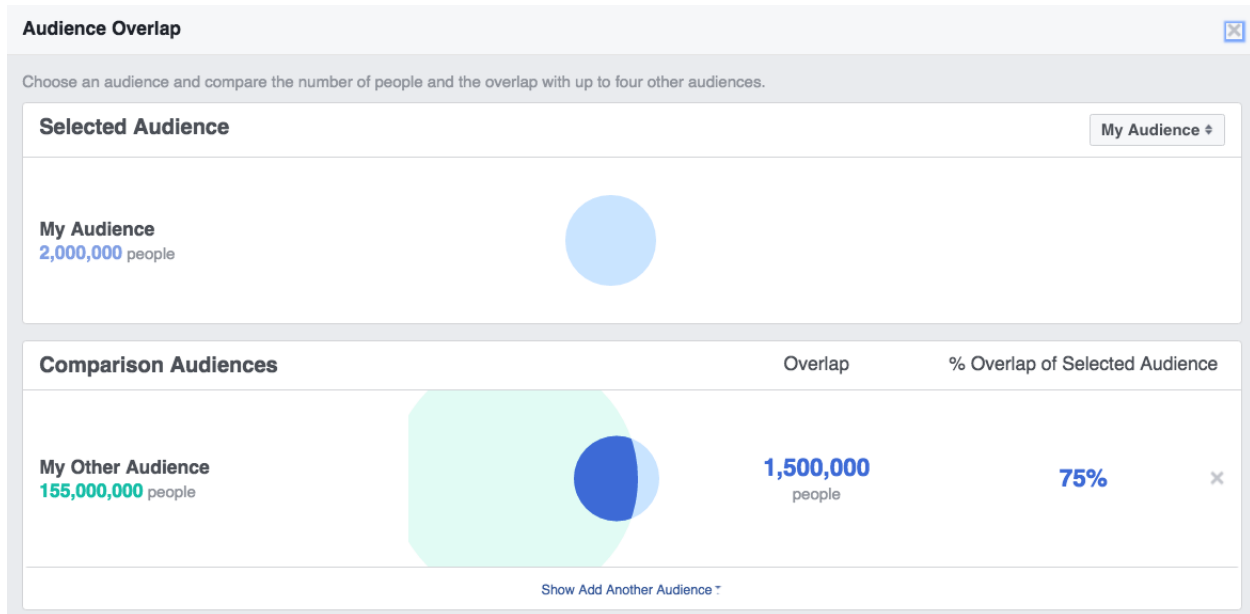 Audience Overlap
Choose an audience and compare the number of people and the overlap with up to four other audiences.
Selected Audience
My Audience
My Audience
2,000,000 people
Comparison Audiences
Overlap
% Overlap of Selected Audience
My Other Audience
155,000,000 people
1,500,000
people
75%
Show Add Another Audience